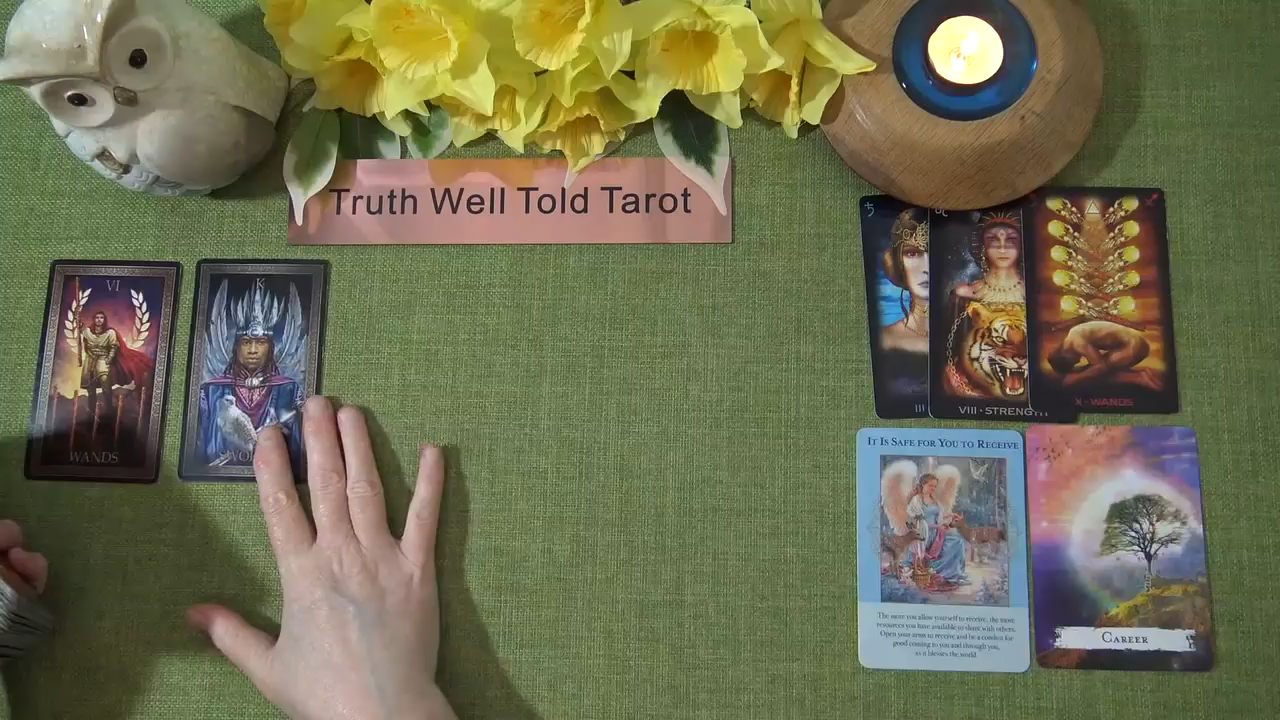 Truth Well Told Tarot
VI
WANDS
K
SWO
III
VIII • STRENGTH
X - WANDS
IT IS SAFE FOR YOU TO RECEIVE
The more you allow yourself to receive, the more
resources you have available to share with others.
Open your arms to receive and be a conduit for
good coming to you and through you,
as it blesses the world.
CAREER